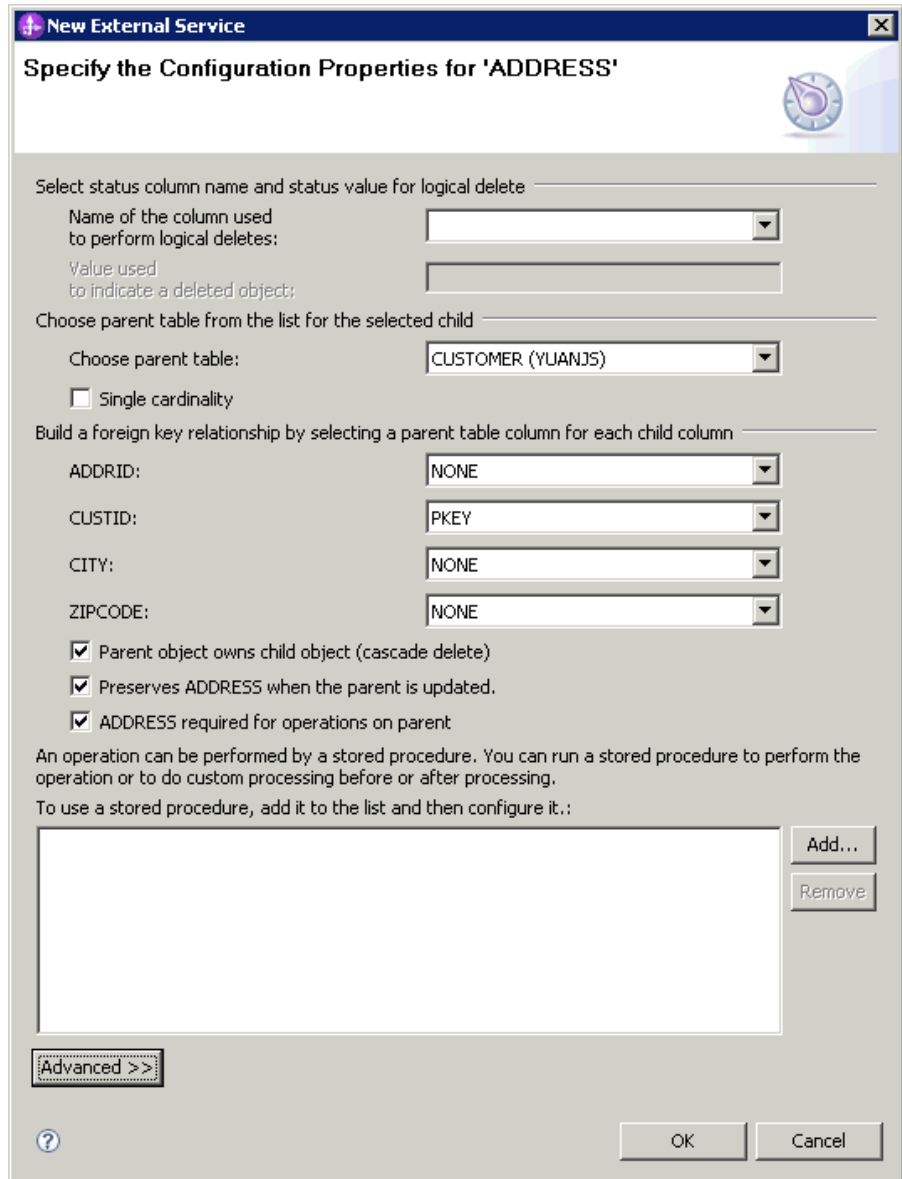 New External Service
Specify the Configuration Properties for 'ADDRESS'
Select status column name and status value for logical delete
Name of the column used
to perform logical deletes:
Value used
to indicate a deleted object:
Choose parent table from the list for the selected child
Choose parent table:
CUSTOMER (YUANJS)
Single cardinality
Build a foreign key relationship by selecting a parent table column for each child column
ADDRID:
NONE
CUSTID:
PKEY
CITY:
NONE
ZIPCODE:
NONE
Parent object owns child object (cascade delete)
Preserves ADDRESS when the parent is updated.
ADDRESS required for operations on parent
An operation can be performed by a stored procedure. You can run a stored procedure to perform the
operation or to do custom processing before or after processing.
To use a stored procedure, add it to the list and then configure it.:
Add...
Remove
Advanced >>
?
OK
Cancel